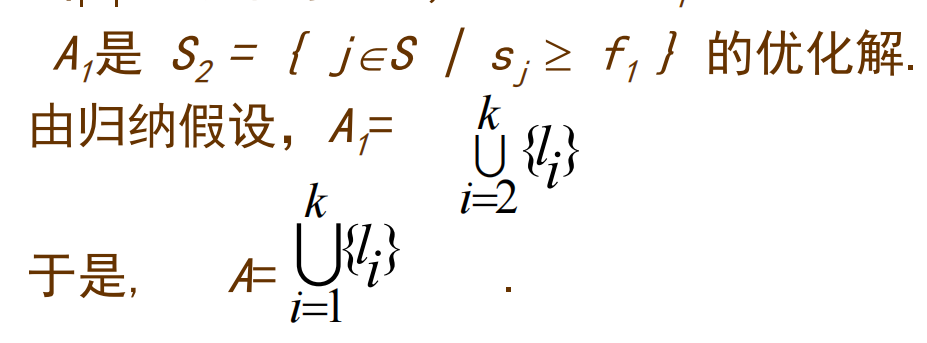 A₁是 S₂ = { j∈S | sⱼ ≥ f₁ } 的优化解.
由归纳假设，A₁= ⋃_{i=2}^{k} {lᵢ}
于是, A= ⋃_{i=1}^{k} {lᵢ} .